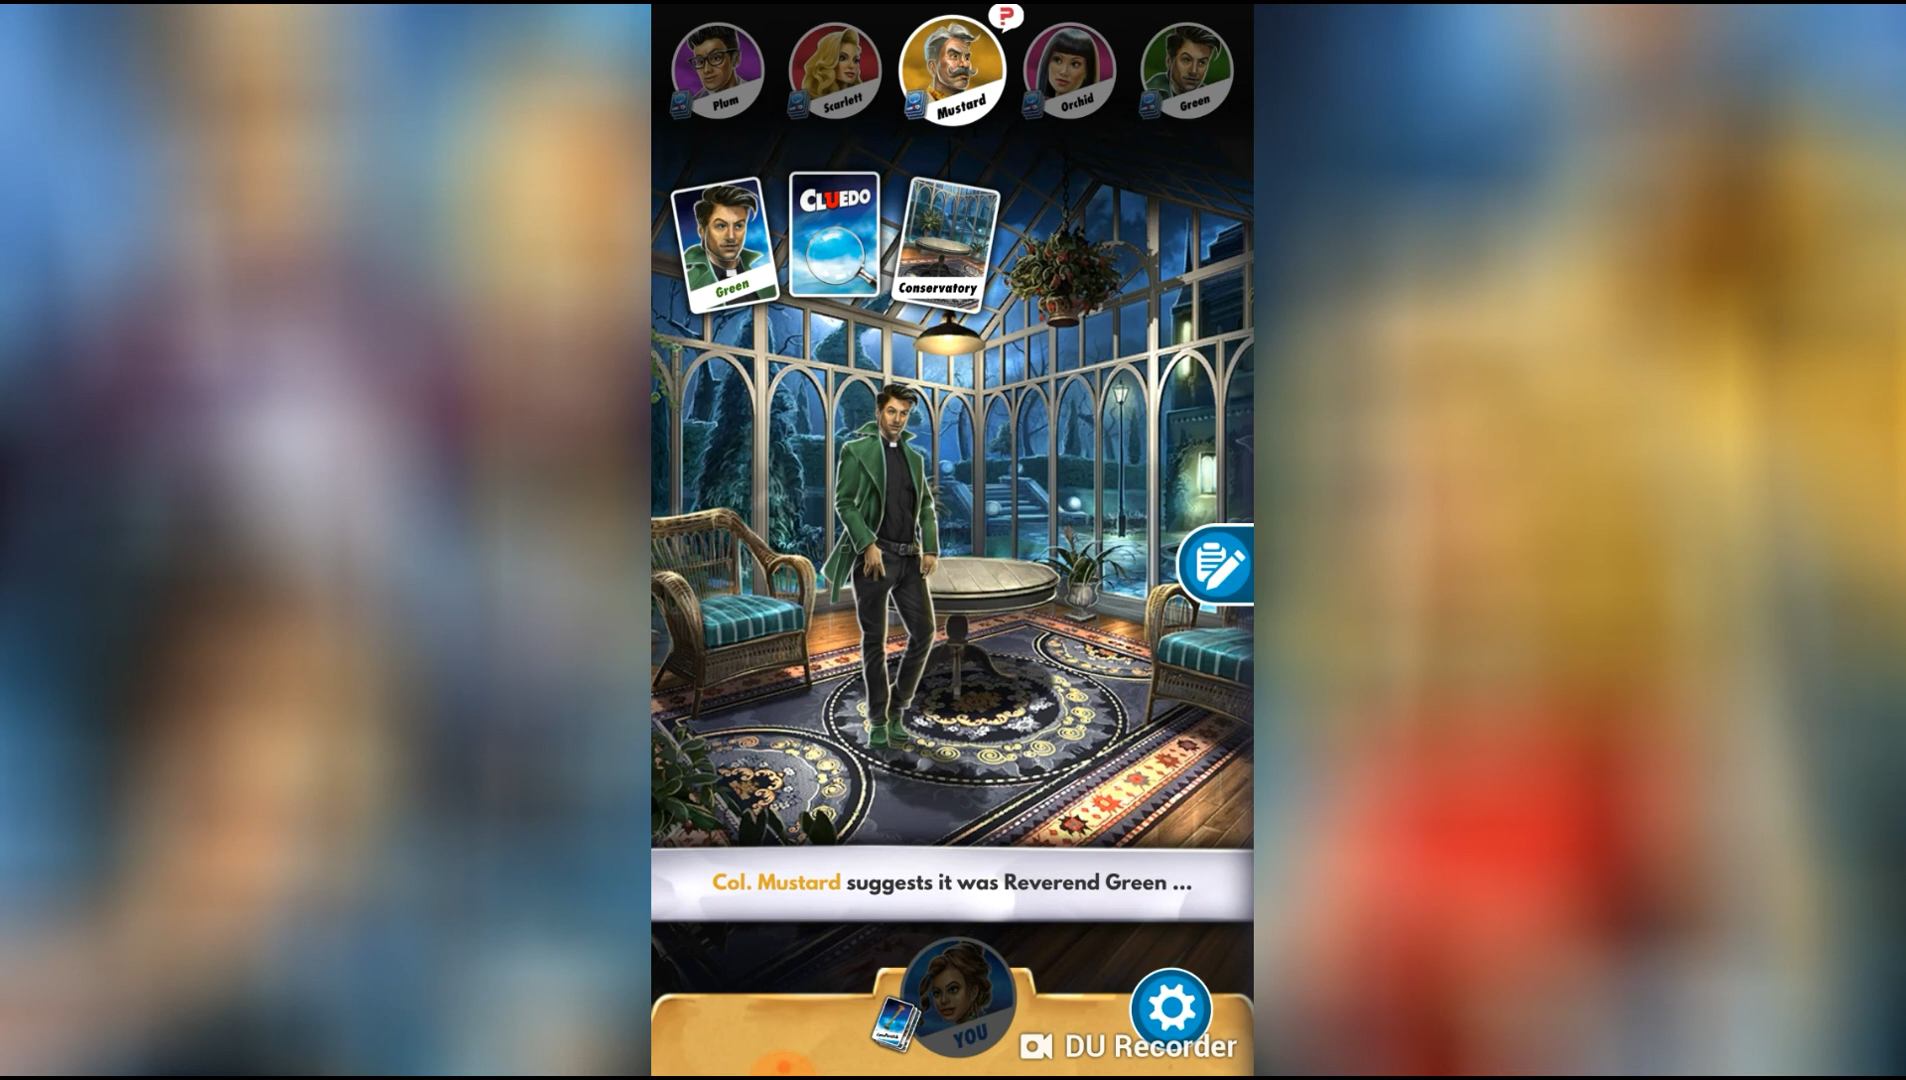 ?
Plum
Scarlett
Mustard
Orchid
Green
Green
CLUEDO
Conservatory
Col. Mustard suggests it was Reverend Green ...
YOU
DU Recorder